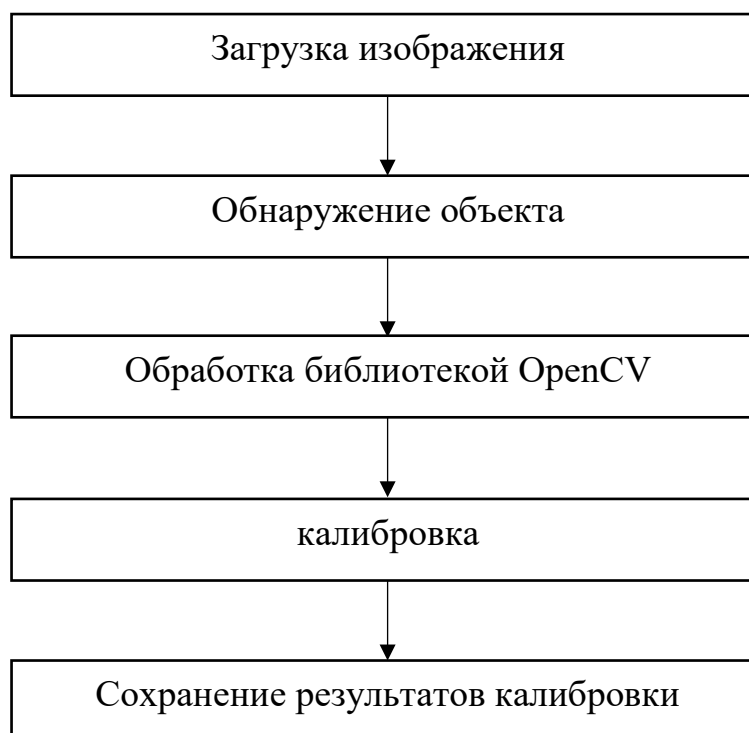 Загрузка изображения
Обнаружение объекта
Обработка библиотекой OpenCV
калибровка
Сохранение результатов калибровки